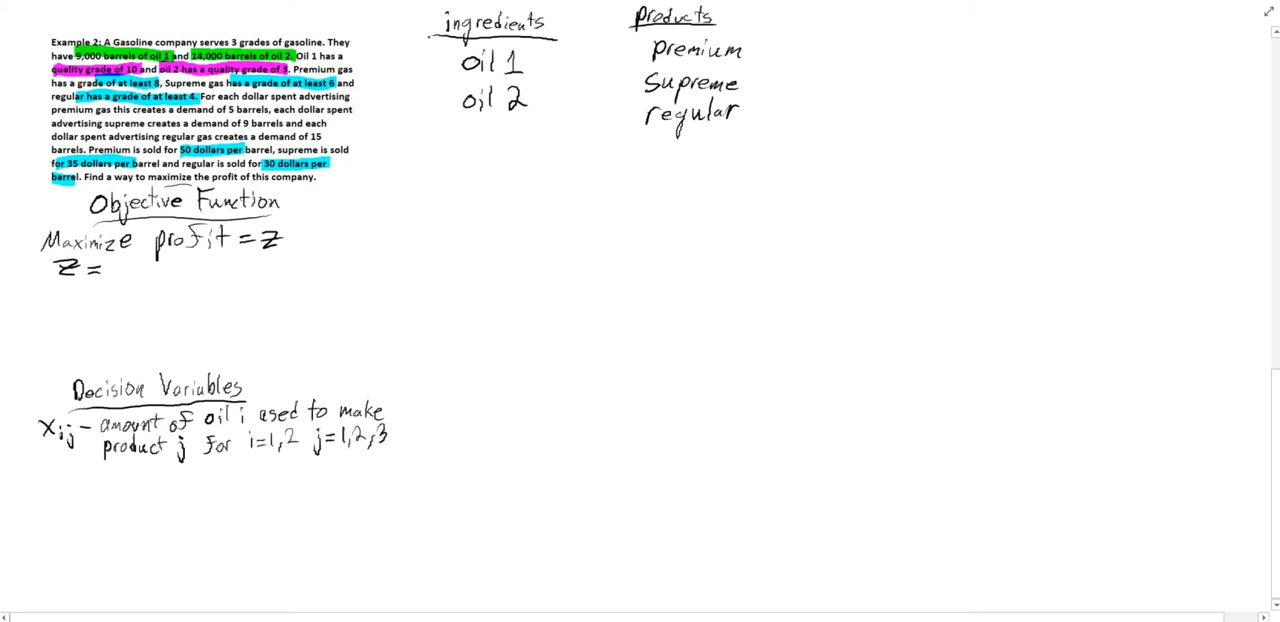 Example 2: A Gasoline company serves 3 grades of gasoline. They
have 9,000 barrels of oil 1 and 14,000 barrels of oil 2. Oil 1 has a
quality grade of 10 and oil 2 has a quality grade of 3. Premium gas
has a grade of at least 8, Supreme gas has a grade of at least 6 and
regular has a grade of at least 4. For each dollar spent advertising
premium gas this creates a demand of 5 barrels, each dollar spent
advertising supreme creates a demand of 9 barrels and each
dollar spent advertising regular gas creates a demand of 15
barrels. Premium is sold for 50 dollars per barrel, supreme is sold
for 35 dollars per barrel and regular is sold for 30 dollars per
barrel. Find a way to maximize the profit of this company.
Objective Function
Maximize profit = z
z =
Decision Variables
x_ij - amount of oil i used to make
product j for i=1,2 j=1,2,3
ingredients
oil 1
oil 2
products
premium
supreme
regular